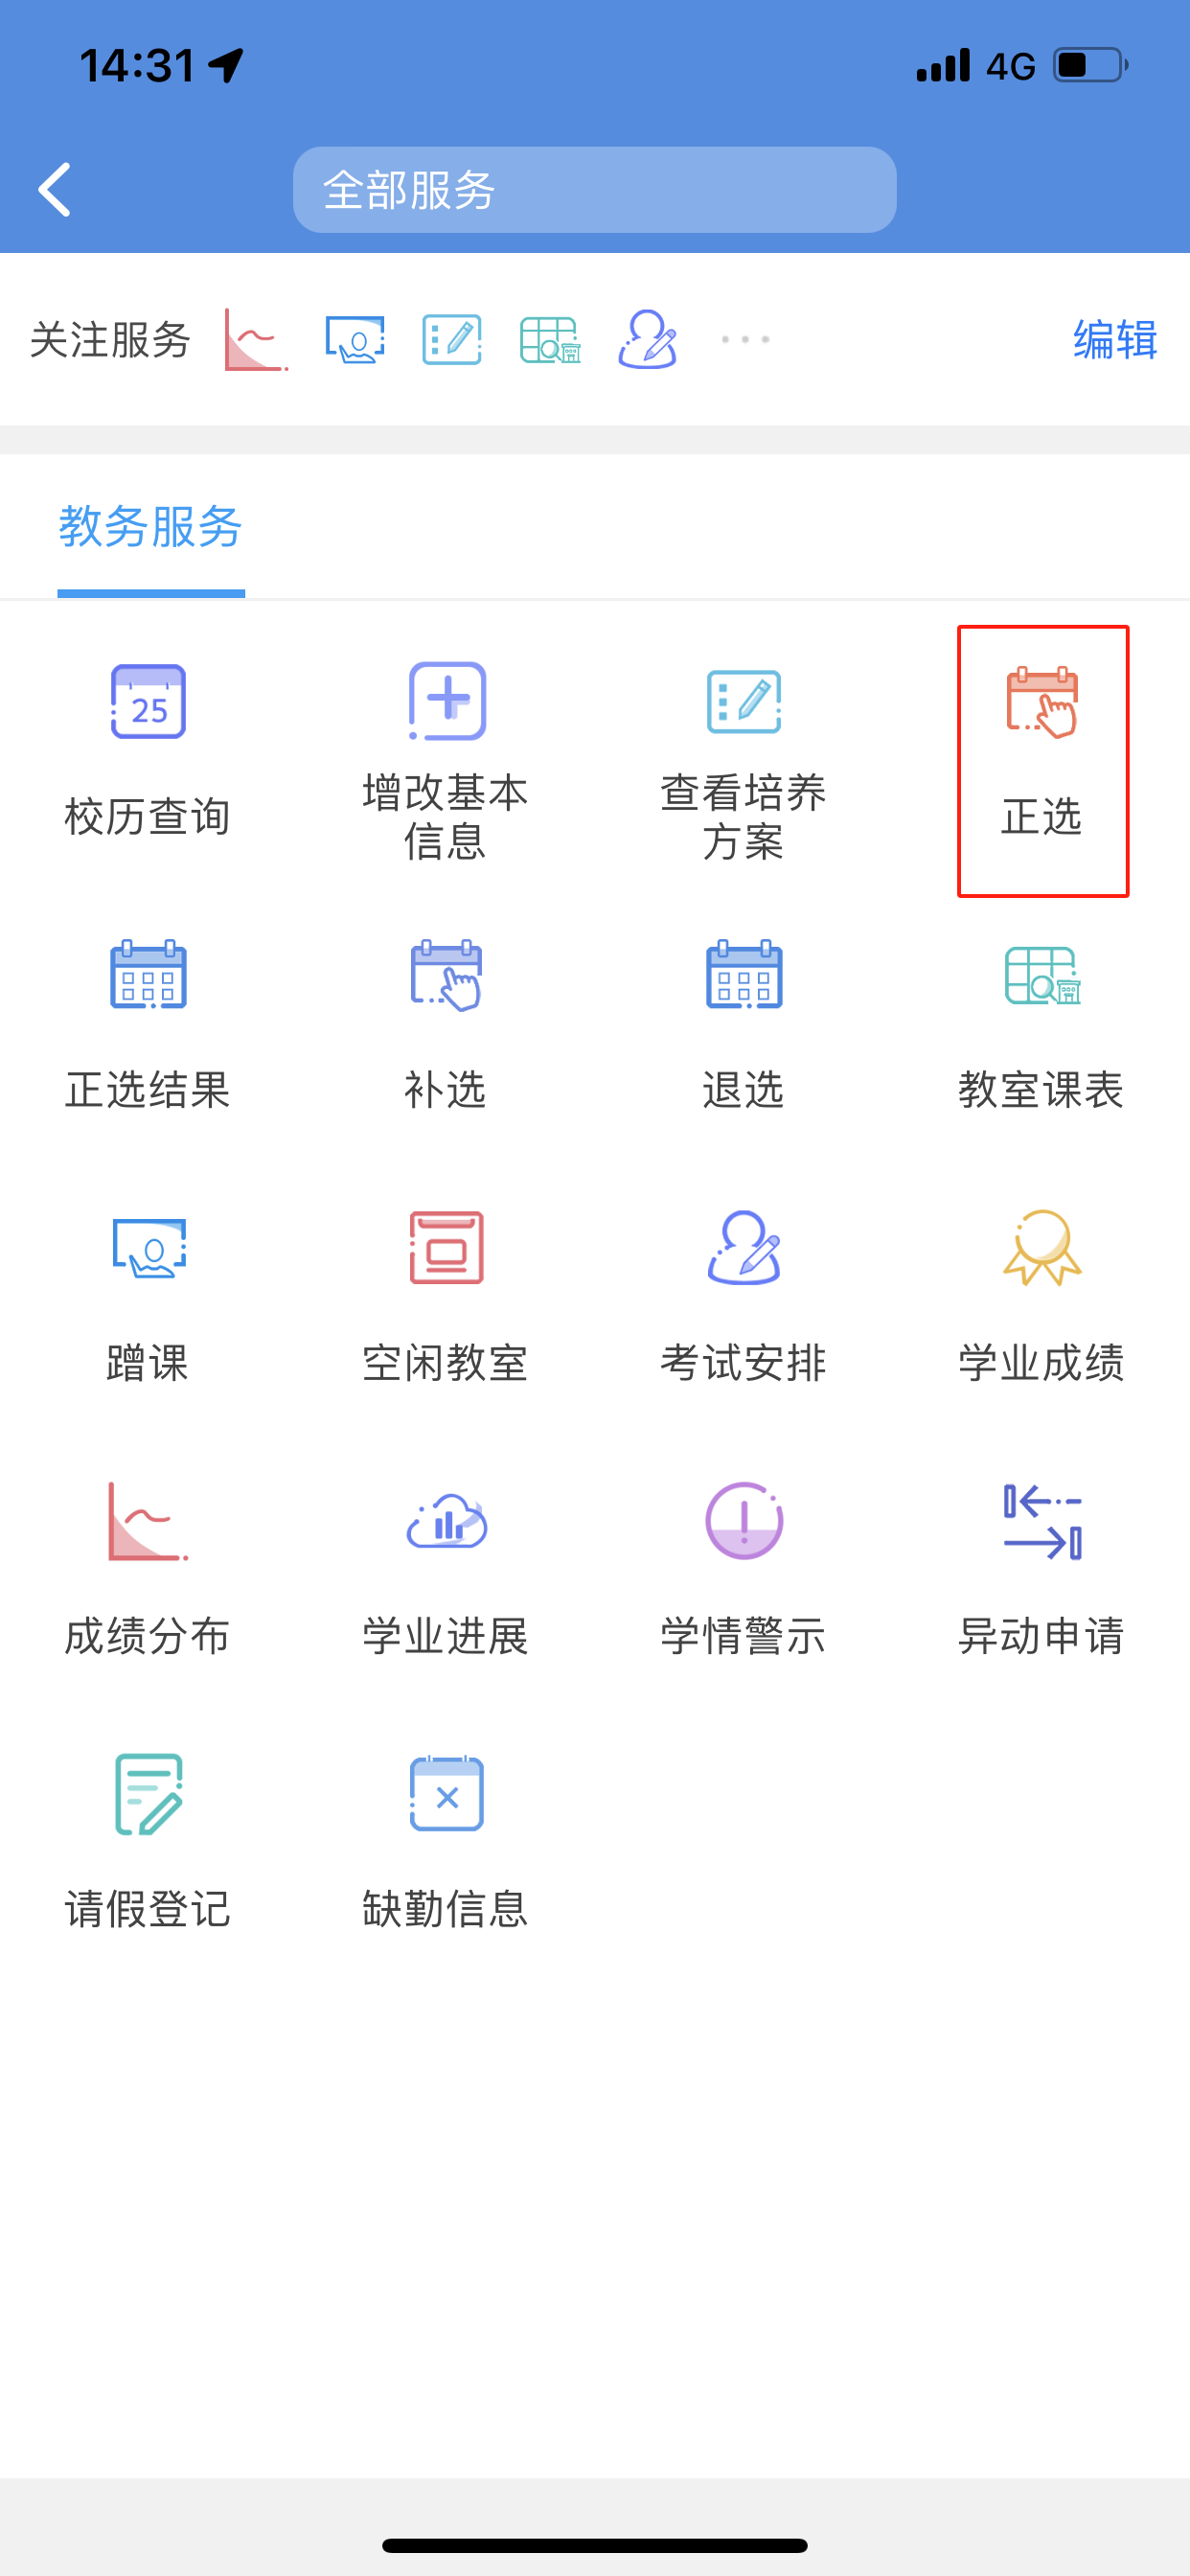 14:31
4G
全部服务
关注服务
编辑
教务服务
25
校历查询
增改基本
信息
查看培养
方案
正选
正选结果
补选
退选
教室课表
蹭课
空闲教室
考试安排
学业成绩
成绩分布
学业进展
学情警示
异动申请
请假登记
缺勤信息